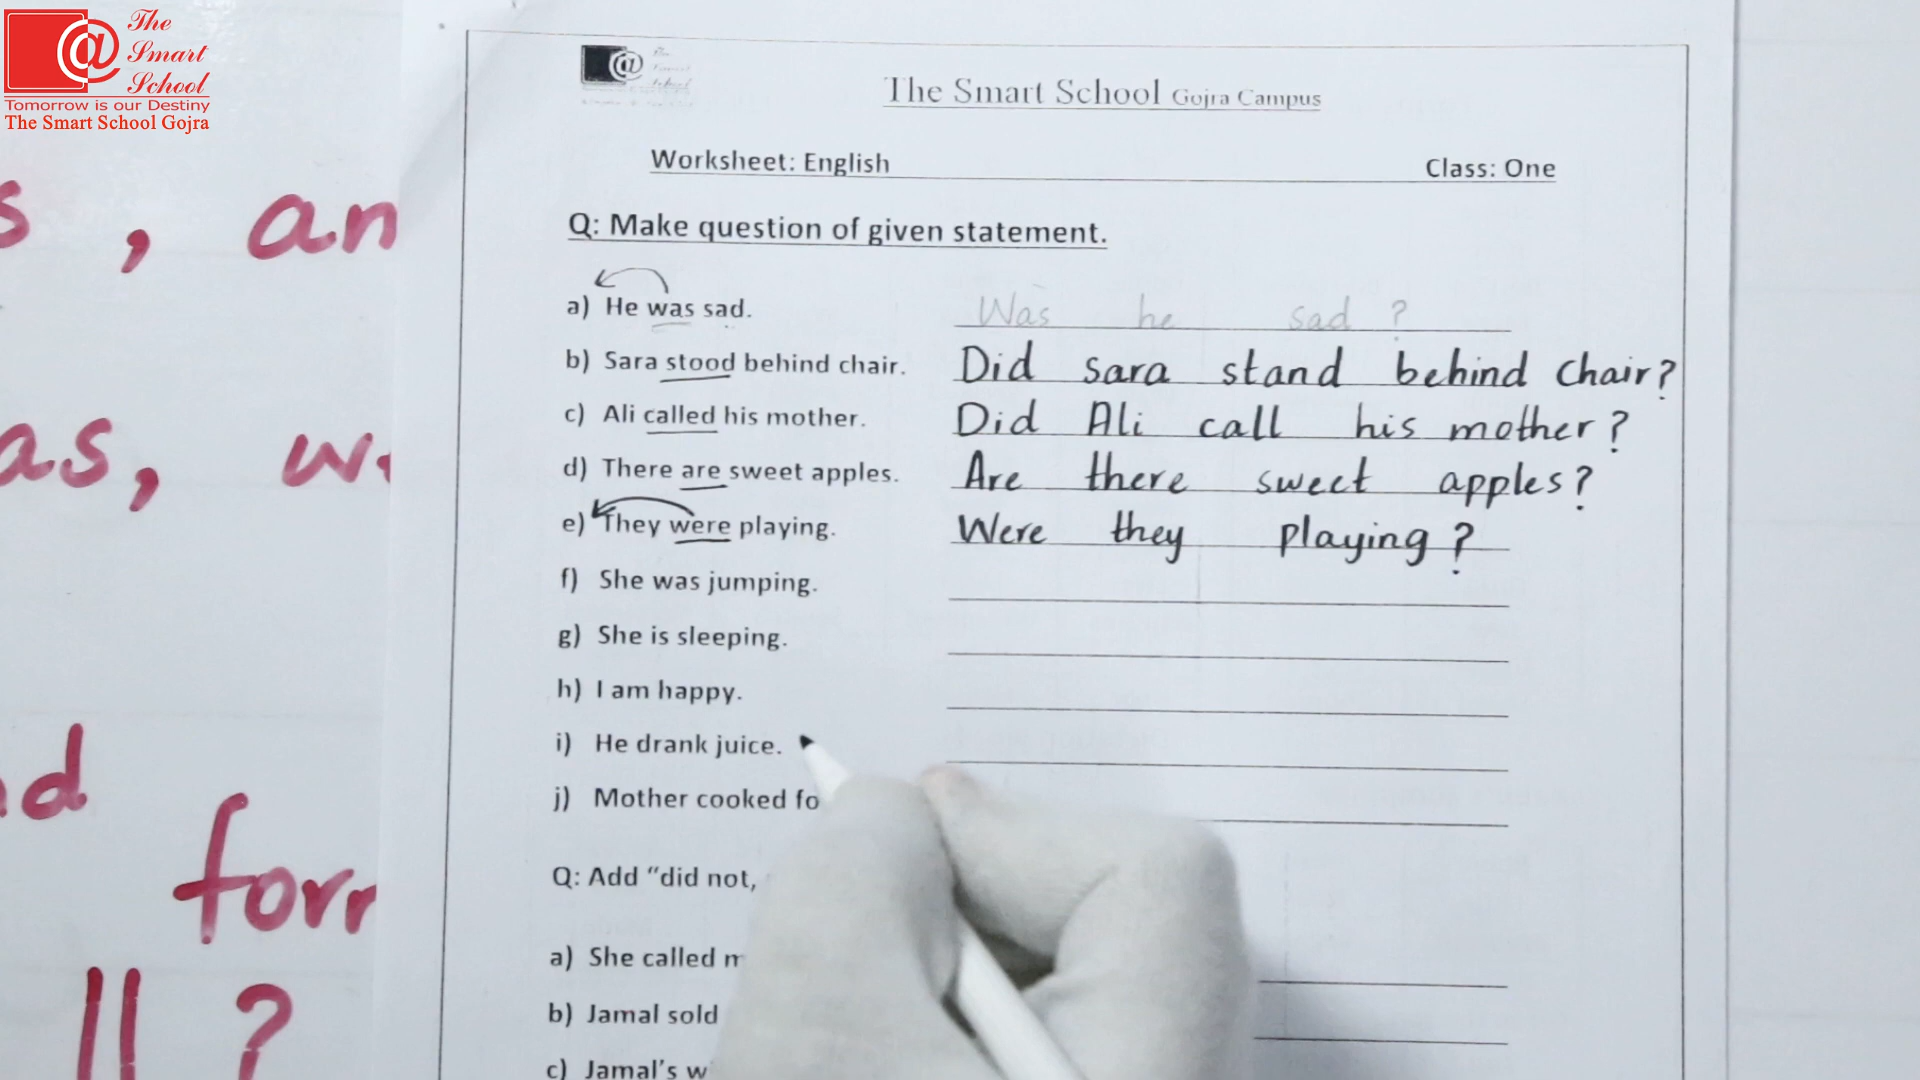 The
Smart
School
Tomorrow is our Destiny
The Smart School Gojra
s , an
as, w
d
for
ll ?
The Smart School Gojra Campus
Worksheet: English Class: One
Q: Make question of given statement.
a) He was sad. Was he sad ?
b) Sara stood behind chair. Did sara stand behind chair?
c) Ali called his mother. Did Ali call his mother?
d) There are sweet apples. Are there sweet apples?
e) They were playing. Were they playing?
f) She was jumping.
g) She is sleeping.
h) I am happy.
i) He drank juice.
j) Mother cooked fo
Q: Add "did not,
a) She called m
b) Jamal sold
c) Jamal's w